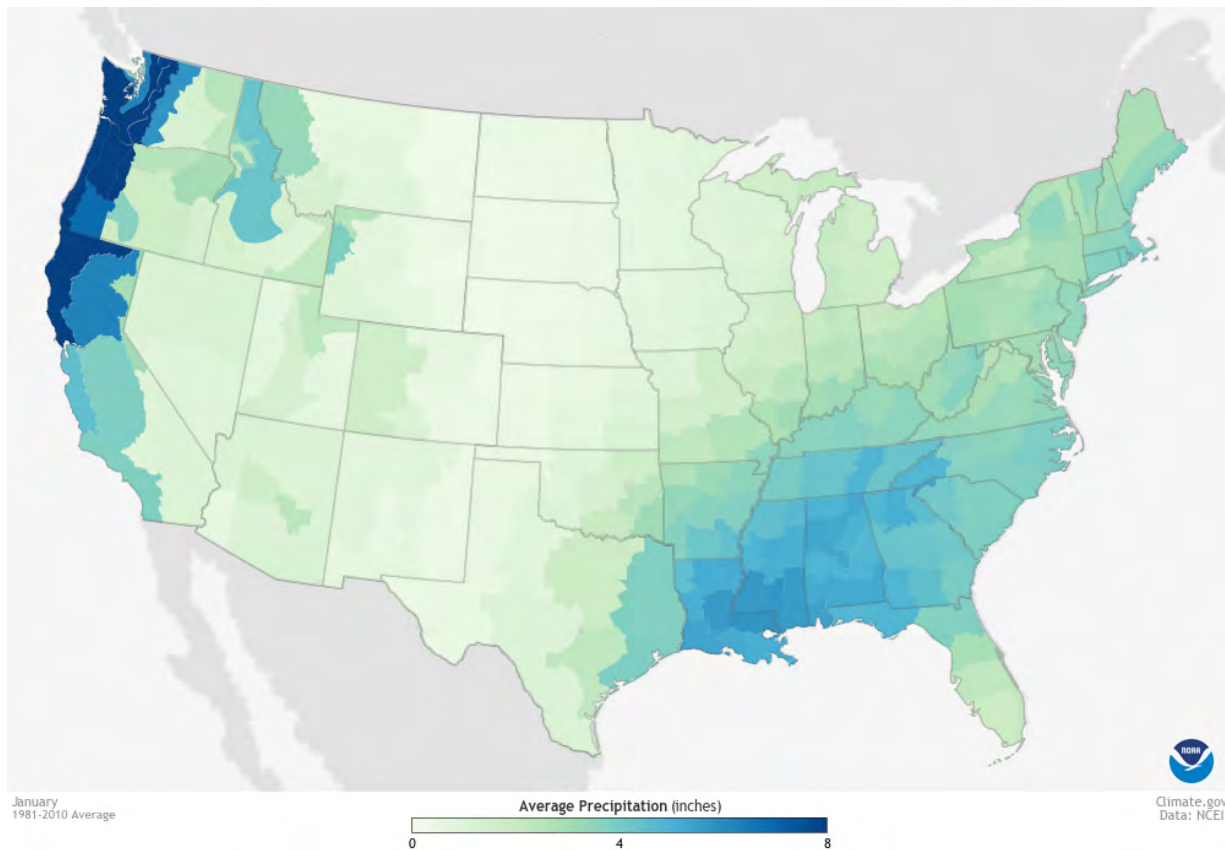 NOAA
January
1981-2010 Average
Average Precipitation (inches)
0 4 8
Climate.gov
Data: NCEI